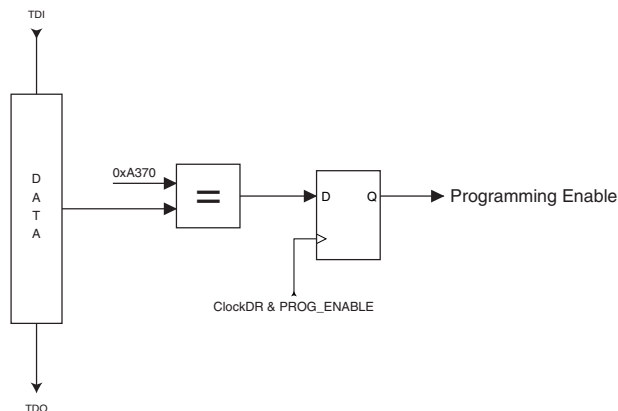 TDI
D
A
T
A
0xA370
=
D Q
Programming Enable
ClockDR & PROG_ENABLE
TDO